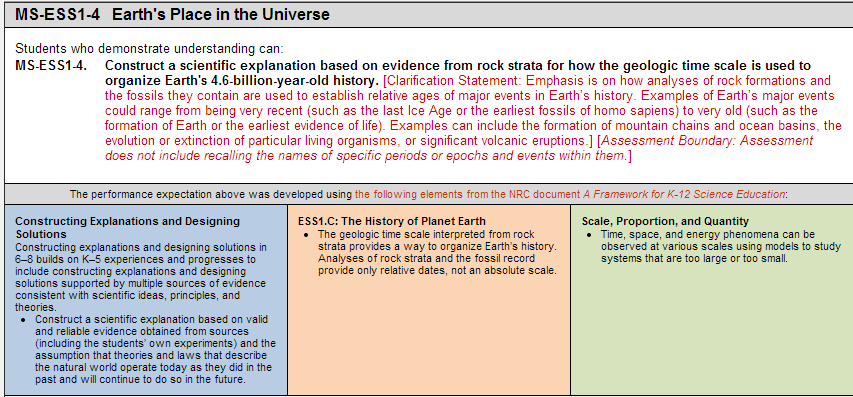 MS-ESS1-4 Earth's Place in the Universe
Students who demonstrate understanding can:
MS-ESS1-4. Construct a scientific explanation based on evidence from rock strata for how the geologic time scale is used to
organize Earth's 4.6-billion-year-old history. [Clarification Statement: Emphasis is on how analyses of rock formations and
the fossils they contain are used to establish relative ages of major events in Earth's history. Examples of Earth's major events
could range from being very recent (such as the last Ice Age or the earliest fossils of homo sapiens) to very old (such as the
formation of Earth or the earliest evidence of life). Examples can include the formation of mountain chains and ocean basins, the
evolution or extinction of particular living organisms, or significant volcanic eruptions.] [Assessment Boundary: Assessment
does not include recalling the names of specific periods or epochs and events within them.]
The performance expectation above was developed using the following elements from the NRC document A Framework for K-12 Science Education:
Constructing Explanations and Designing
Solutions
Constructing explanations and designing solutions in
6–8 builds on K–5 experiences and progresses to
include constructing explanations and designing
solutions supported by multiple sources of evidence
consistent with scientific ideas, principles, and
theories.
• Construct a scientific explanation based on valid
and reliable evidence obtained from sources
(including the students' own experiments) and the
assumption that theories and laws that describe
the natural world operate today as they did in the
past and will continue to do so in the future.
ESS1.C: The History of Planet Earth
• The geologic time scale interpreted from rock
strata provides a way to organize Earth's history.
Analyses of rock strata and the fossil record
provide only relative dates, not an absolute scale.
Scale, Proportion, and Quantity
• Time, space, and energy phenomena can be
observed at various scales using models to study
systems that are too large or too small.